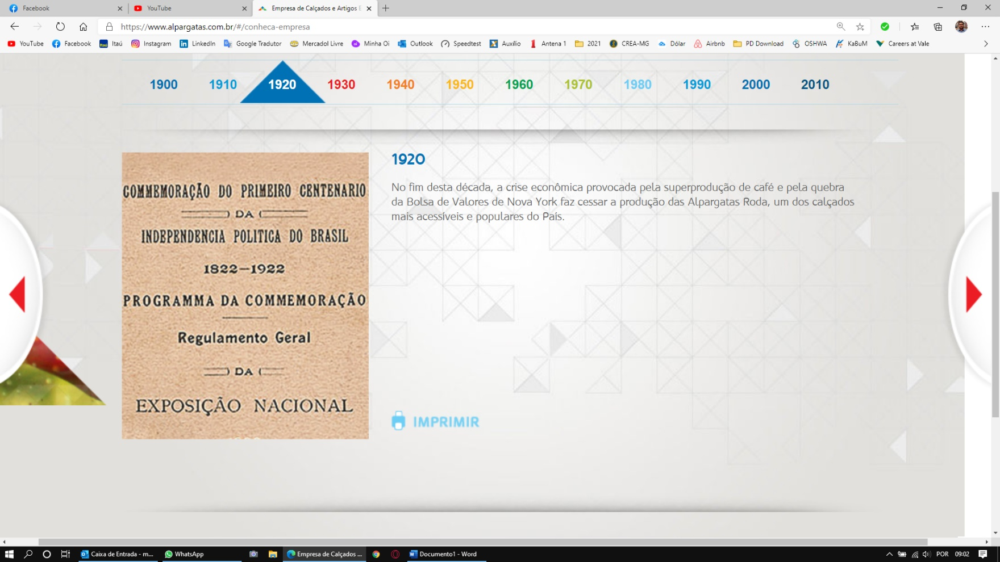 Facebook
YouTube
Empresa de Calçados e Artigos E
https://www.alpargatas.com.br/#/conheca-empresa
YouTube Facebook Itaú Instagram LinkedIn Google Tradutor Mercadol Livre Minha Oi Outlook Speedtest Auxílio Antena 1 2021 CREA-MG Dólar Airbnb PD Download OSHWA KaBuM Careers at Vale
1900 1910 1920 1930 1940 1950 1960 1970 1980 1990 2000 2010
COMMEMORAÇÃO DO PRIMEIRO CENTENARIO
DA
INDEPENDENCIA POLITICA DO BRASIL
1822—1922
PROGRAMMA DA COMMEMORAÇÃO
Regulamento Geral
DA
EXPOSIÇÃO NACIONAL
1920
No fim desta década, a crise econômica provocada pela superprodução de café e pela quebra
da Bolsa de Valores de Nova York faz cessar a produção das Alpargatas Roda, um dos calçados
mais acessíveis e populares do País.
IMPRIMIR
Caixa de Entrada - m... WhatsApp Empresa de Calçados ... Documento1 - Word POR 09:02